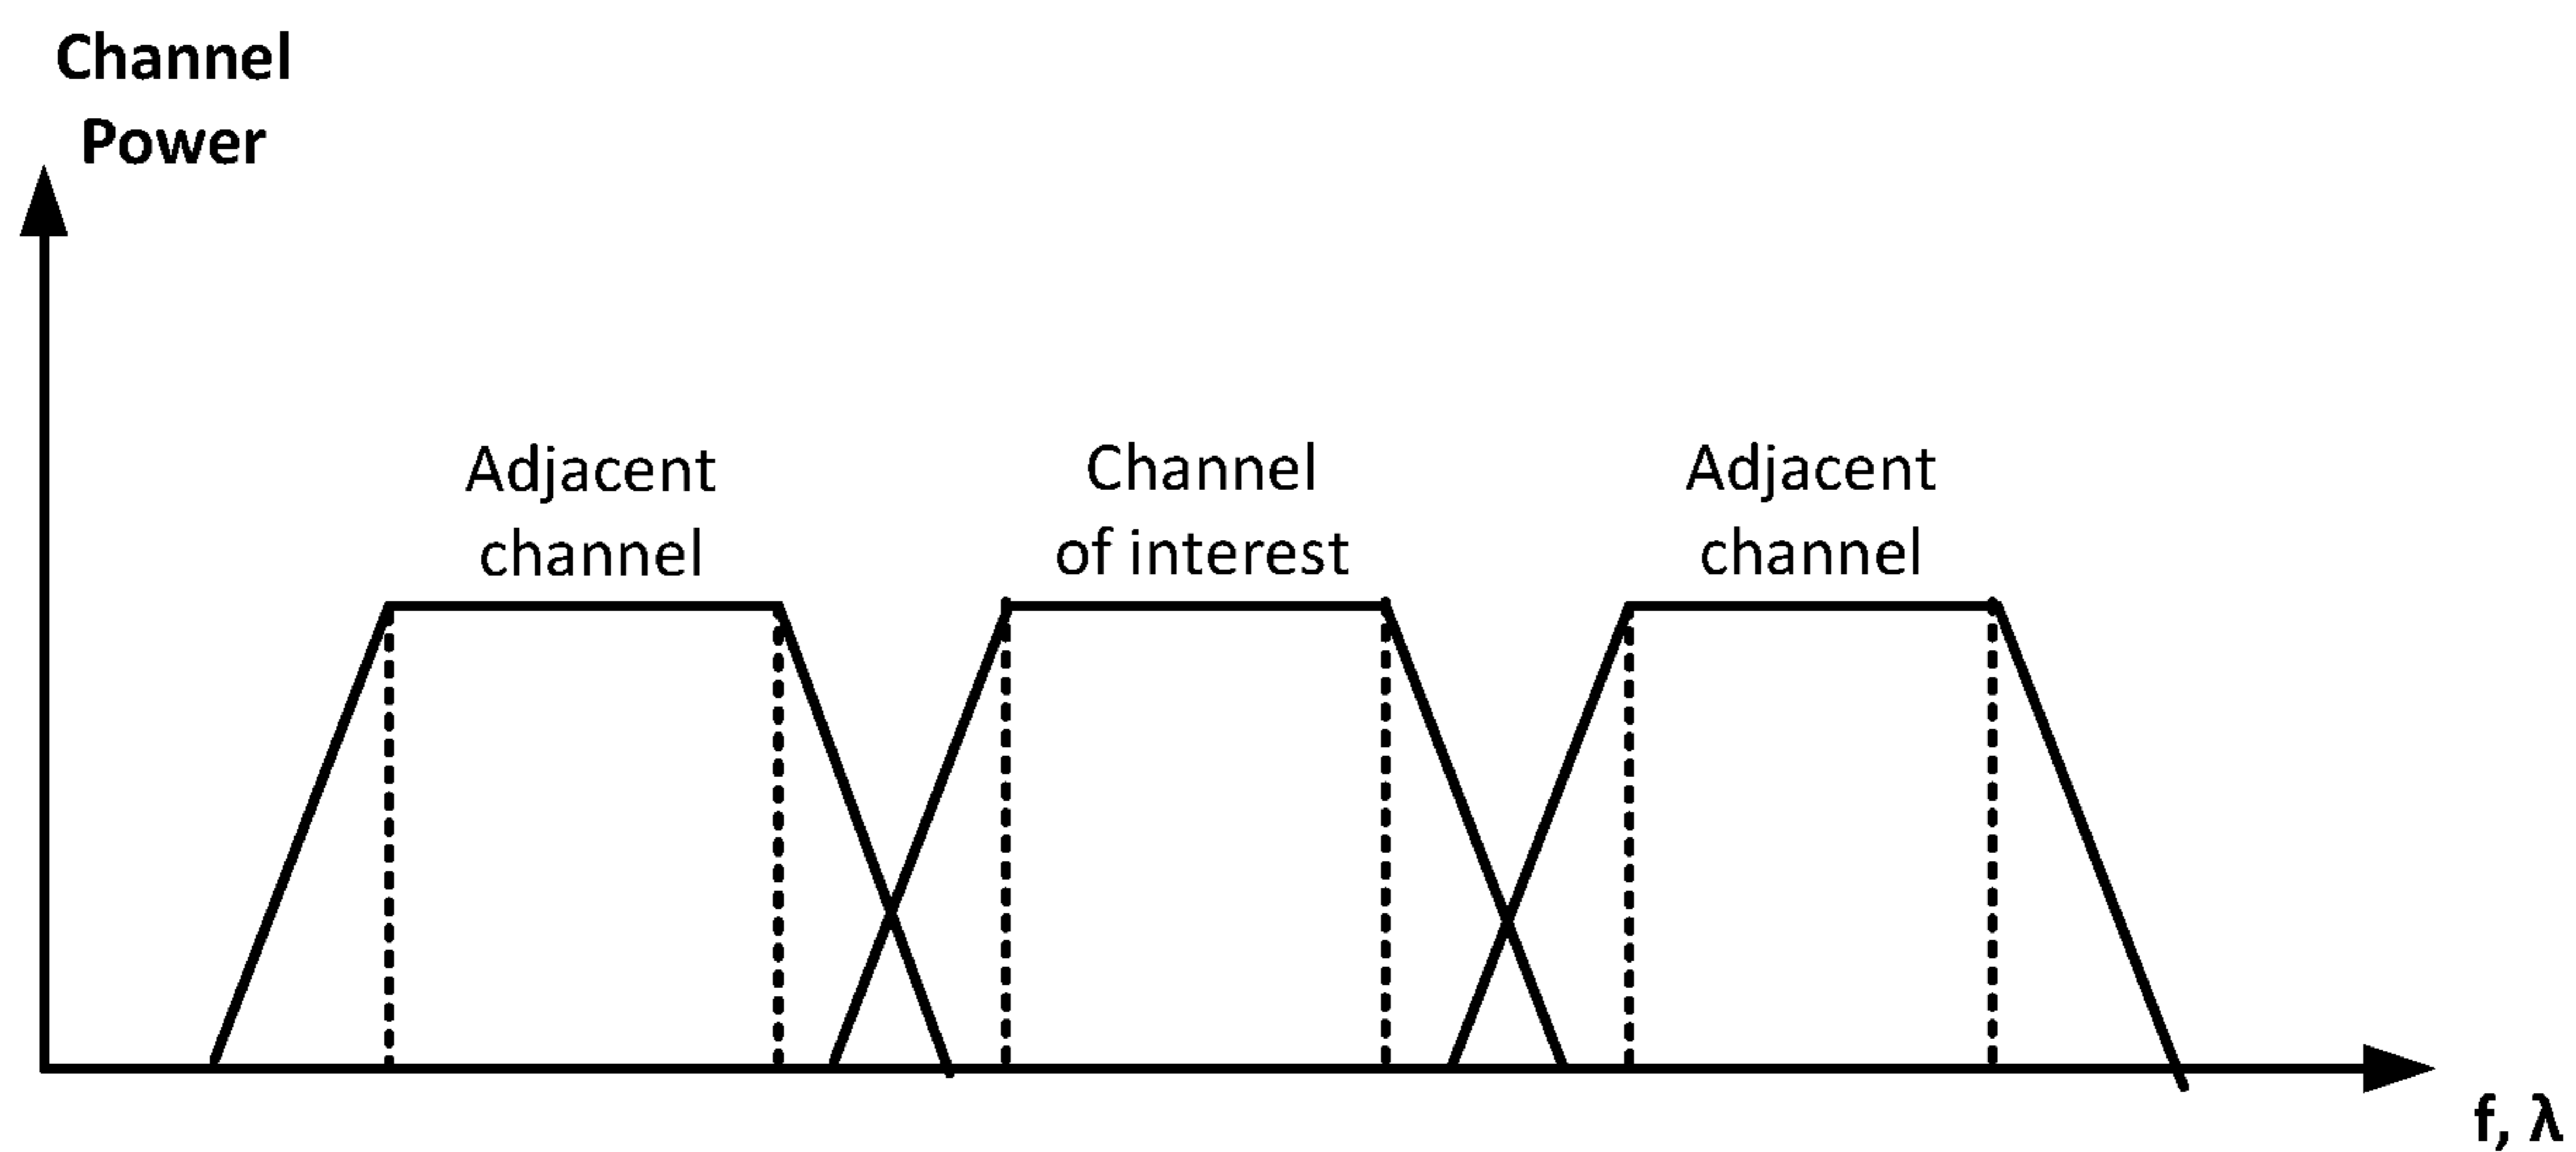 Channel
Power
Adjacent
channel
Channel
of interest
Adjacent
channel
f, λ